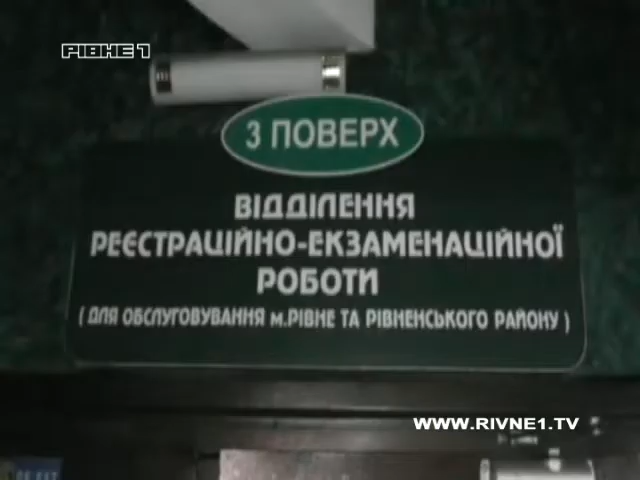 РІВНЕ 1
3 ПОВЕРХ
ВІДДІЛЕННЯ
РЕЄСТРАЦІЙНО-ЕКЗАМЕНАЦІЙНОЇ
РОБОТИ
( ДЛЯ ОБСЛУГОВУВАННЯ м.РІВНЕ ТА РІВНЕНСЬКОГО РАЙОНУ )
WWW.RIVNE1.TV